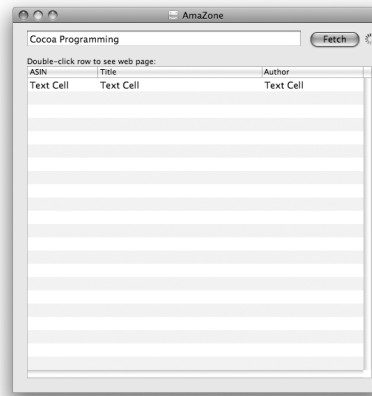 AmaZone
Cocoa Programming Fetch
Double-click row to see web page:
ASIN Title Author
Text Cell Text Cell Text Cell